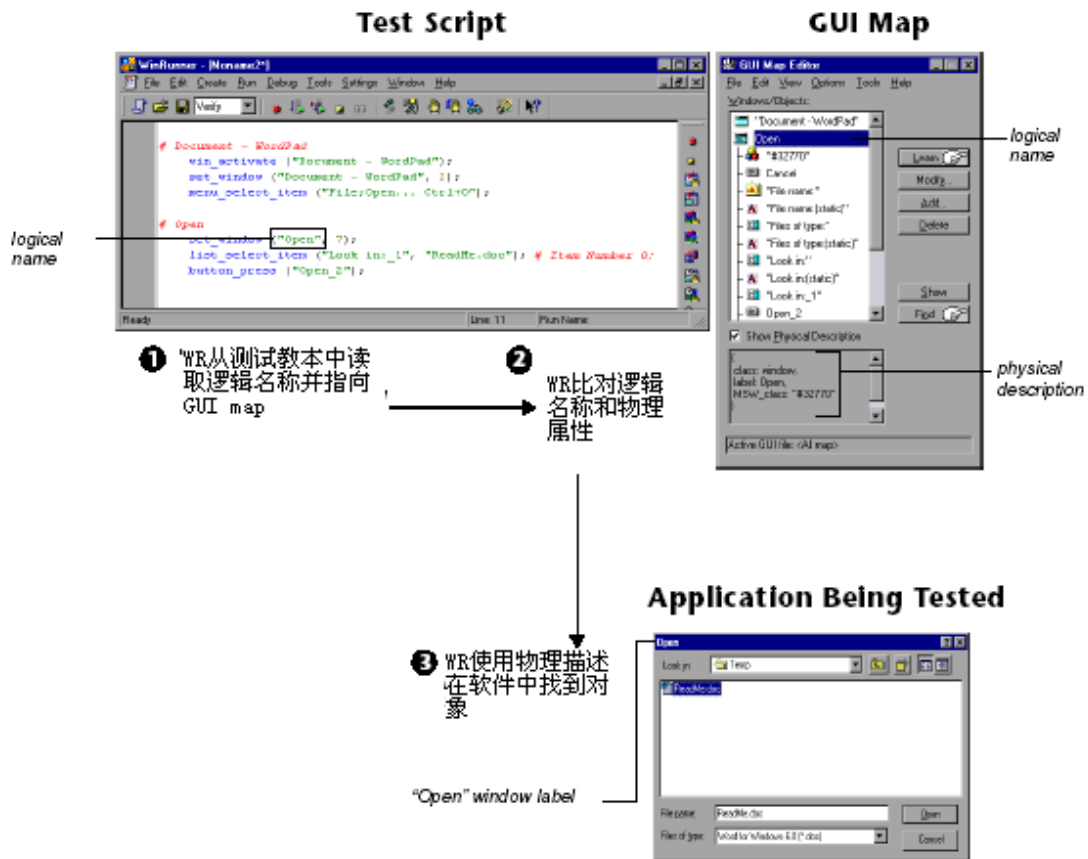 Test Script
GUI Map
WinRunner - [Noname2*]
File Edit Create Run Debug Tools Settings Window Help
Verify
# Document - WordPad
win_activate ("Document - WordPad");
set_window ("Document - WordPad", 2);
menu_select_item ("File;Open... Ctrl+O");
# Open
set_window ("Open", 7);
list_select_item ("Look in:_1", "ReadMe.doc"); # Item Number 0;
button_press ("Open_2");
Ready
Line: 11
Run Name:
logical
name
GUI Map Editor
File Edit View Options Tools Help
Windows/Objects:
"Document - WordPad"
Open
"#32770"
Cancel
"File name:"
"File name:(static)"
"Files of type:"
"Files of type:(static)"
"Look in:"
"Look in:(static)"
"Look in:_1"
Open_2
Learn
Modify...
Add...
Delete
Show
Find
Show Physical Description
{
class: window,
label: Open,
MSW_class: "#32770"
}
Active GUI file: <All map>
logical
name
physical
description
1 WR从测试教本中读
取逻辑名称并指向
GUI map
2
WR比对逻辑
名称和物理
属性
3 WR使用物理描述
在软件中找到对
象
Application Being Tested
Open
Look in:
Temp
ReadMe.doc
File name:
ReadMe.doc
Open
Files of type:
Word for Windows 6.0 (*.doc)
Cancel
"Open" window label